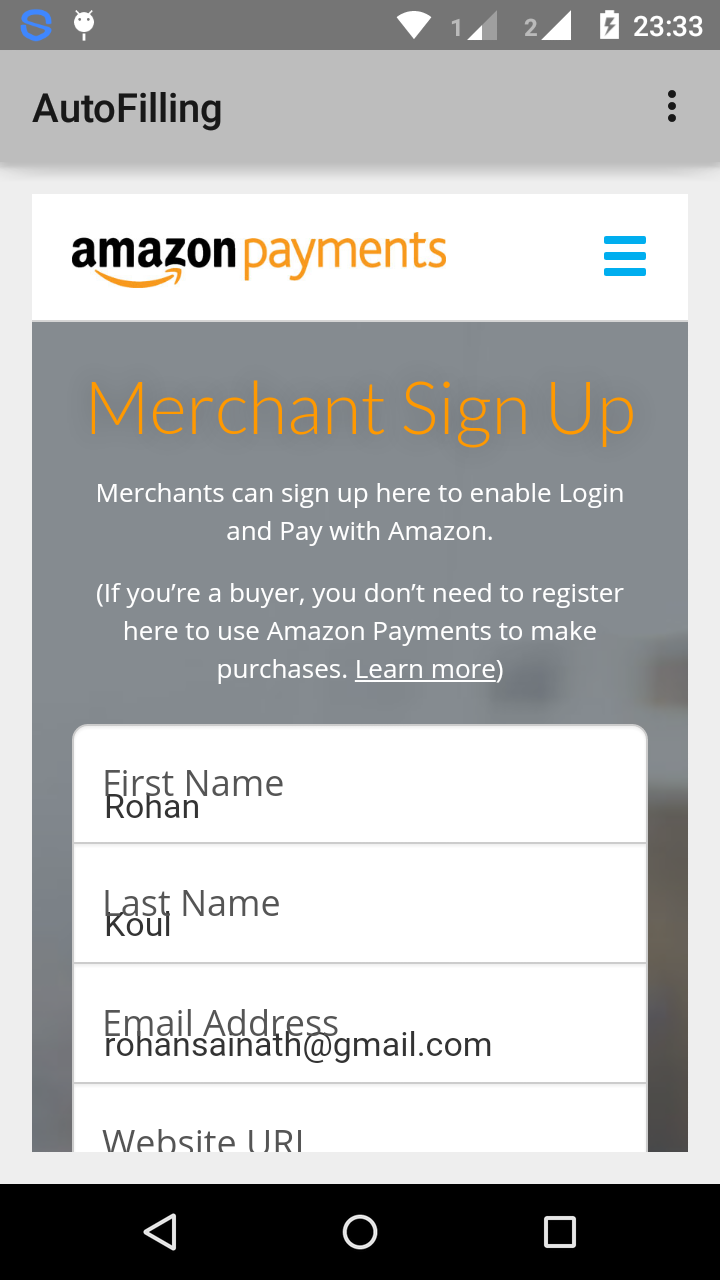 1 2 23:33
AutoFilling
amazon payments
Merchant Sign Up
Merchants can sign up here to enable Login
and Pay with Amazon.
(If you’re a buyer, you don’t need to register
here to use Amazon Payments to make
purchases. Learn more)
First Name
Rohan
Last Name
Koul
Email Address
rohansainath@gmail.com
Website URL